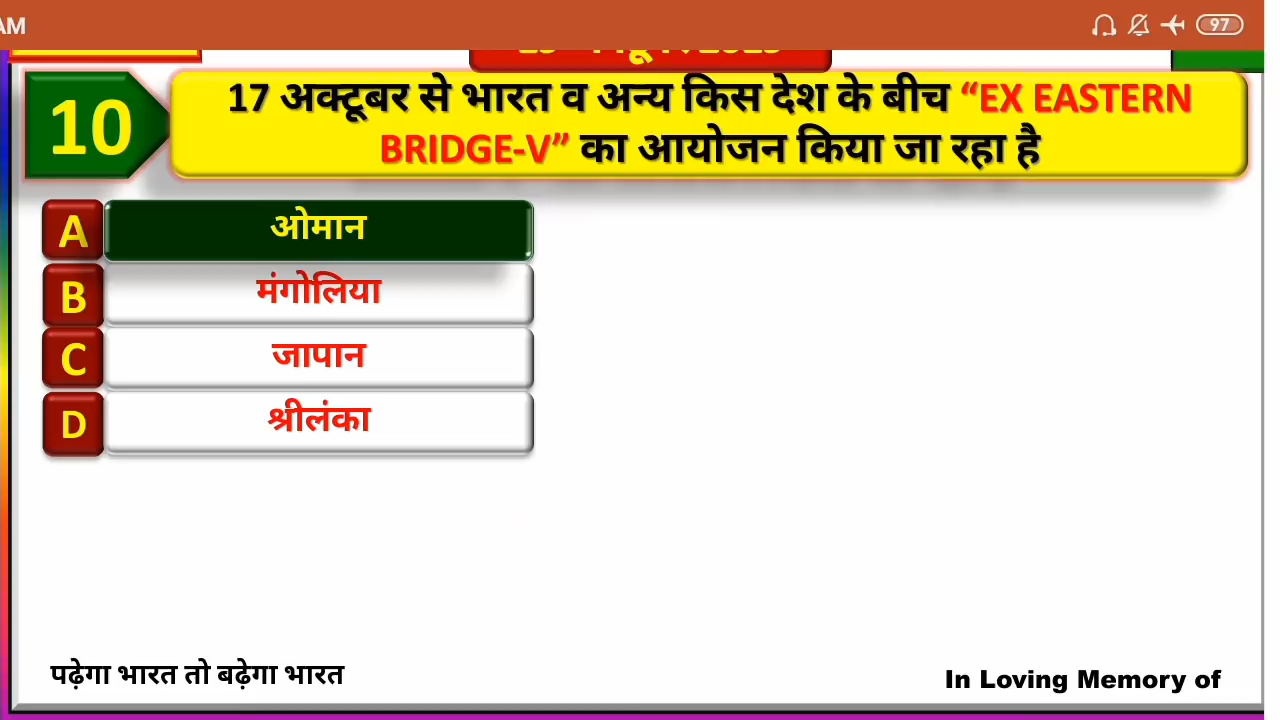 AM
97
10
17 अक्टूबर से भारत व अन्य किस देश के बीच “EX EASTERN
BRIDGE-V” का आयोजन किया जा रहा है
A
ओमान
B
मंगोलिया
C
जापान
D
श्रीलंका
पढ़ेगा भारत तो बढ़ेगा भारत
In Loving Memory of